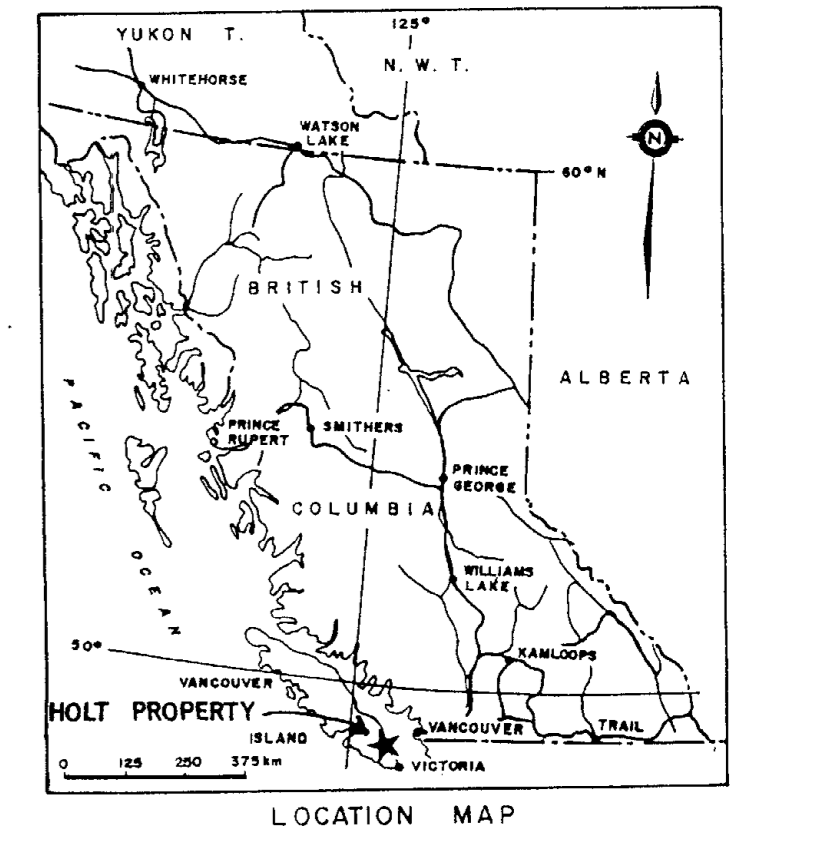 YUKON T.
125°
N. W. T.
WHITEHORSE
WATSON
LAKE
N
60° N
BRITISH
ALBERTA
PACIFIC
PRINCE
RUPERT
SMITHERS
PRINCE
GEORGE
COLUMBIA
OCEAN
WILLIAMS
LAKE
50°
KAMLOOPS
VANCOUVER
HOLT PROPERTY
ISLAND
VANCOUVER
TRAIL
VICTORIA
0 125 250 375 km
LOCATION MAP